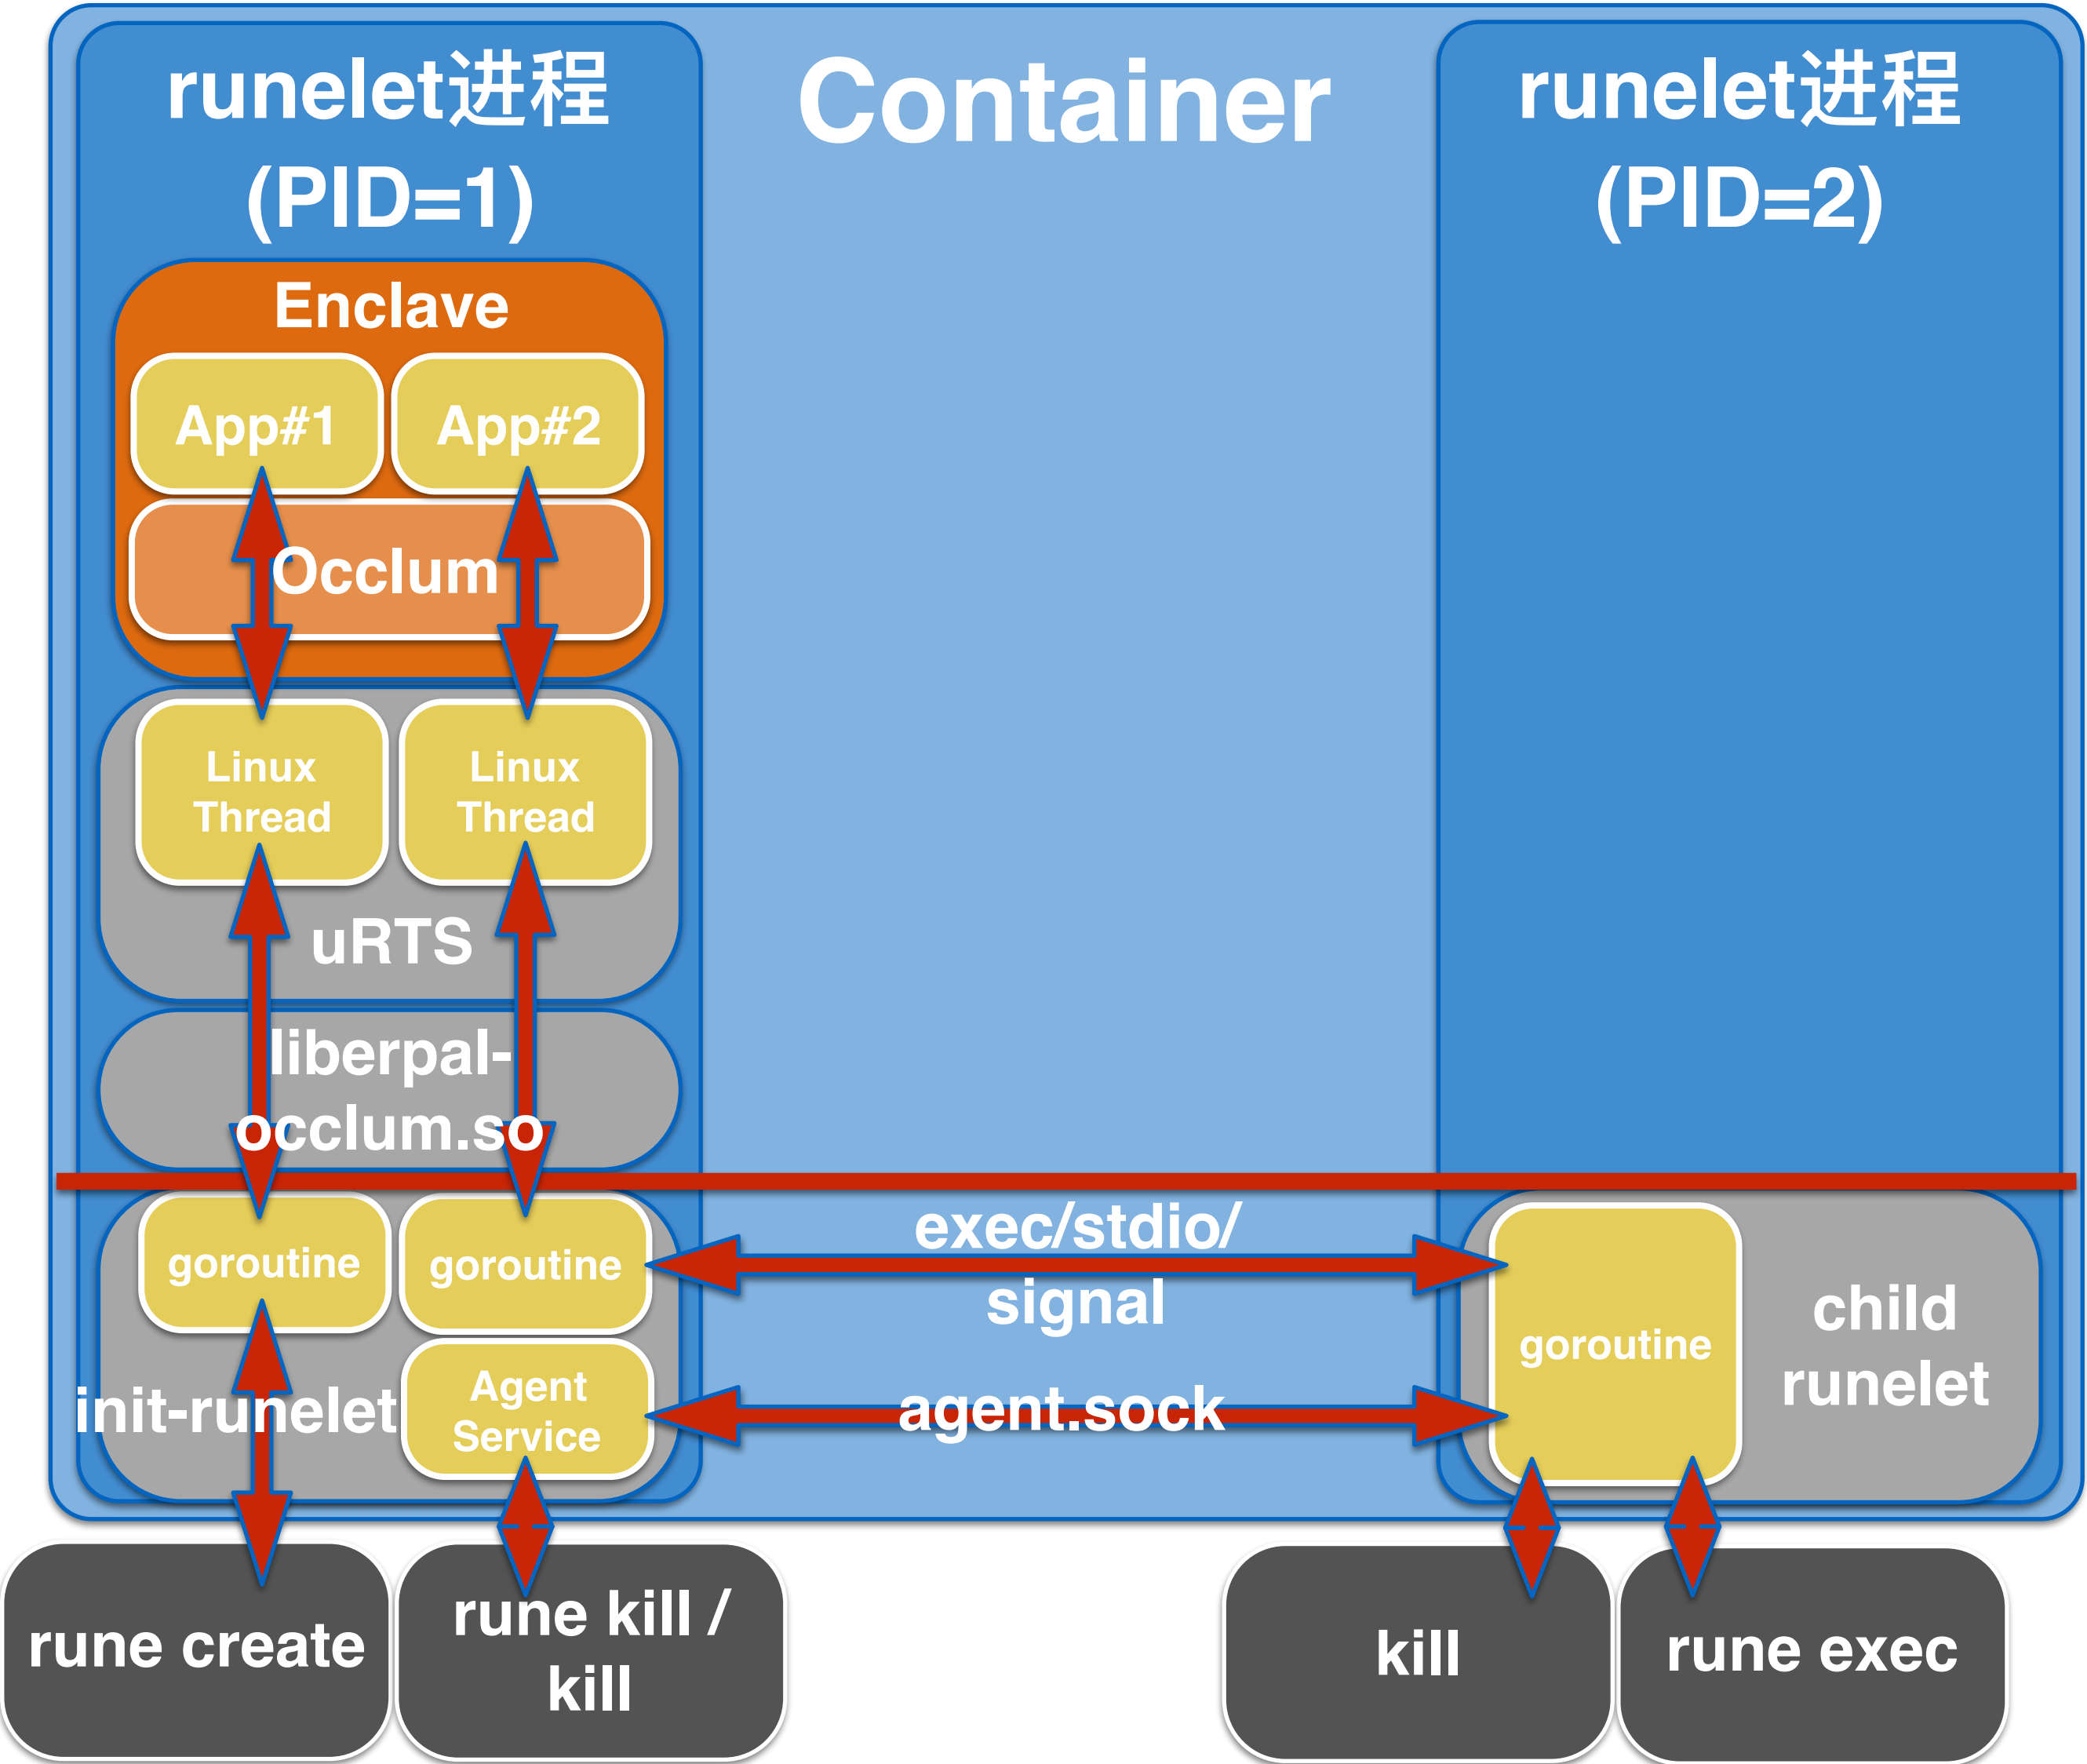 runelet进程
(PID=1)
Container
runelet进程
(PID=2)
Enclave
App#1
App#2
Occlum
Linux
Thread
Linux
Thread
uRTS
liberpal-
occlum.so
goroutine
goroutine
exec/stdio/
signal
goroutine
child
runelet
init-runelet
Agent
Service
agent.sock
rune create
rune kill /
kill
kill
rune exec